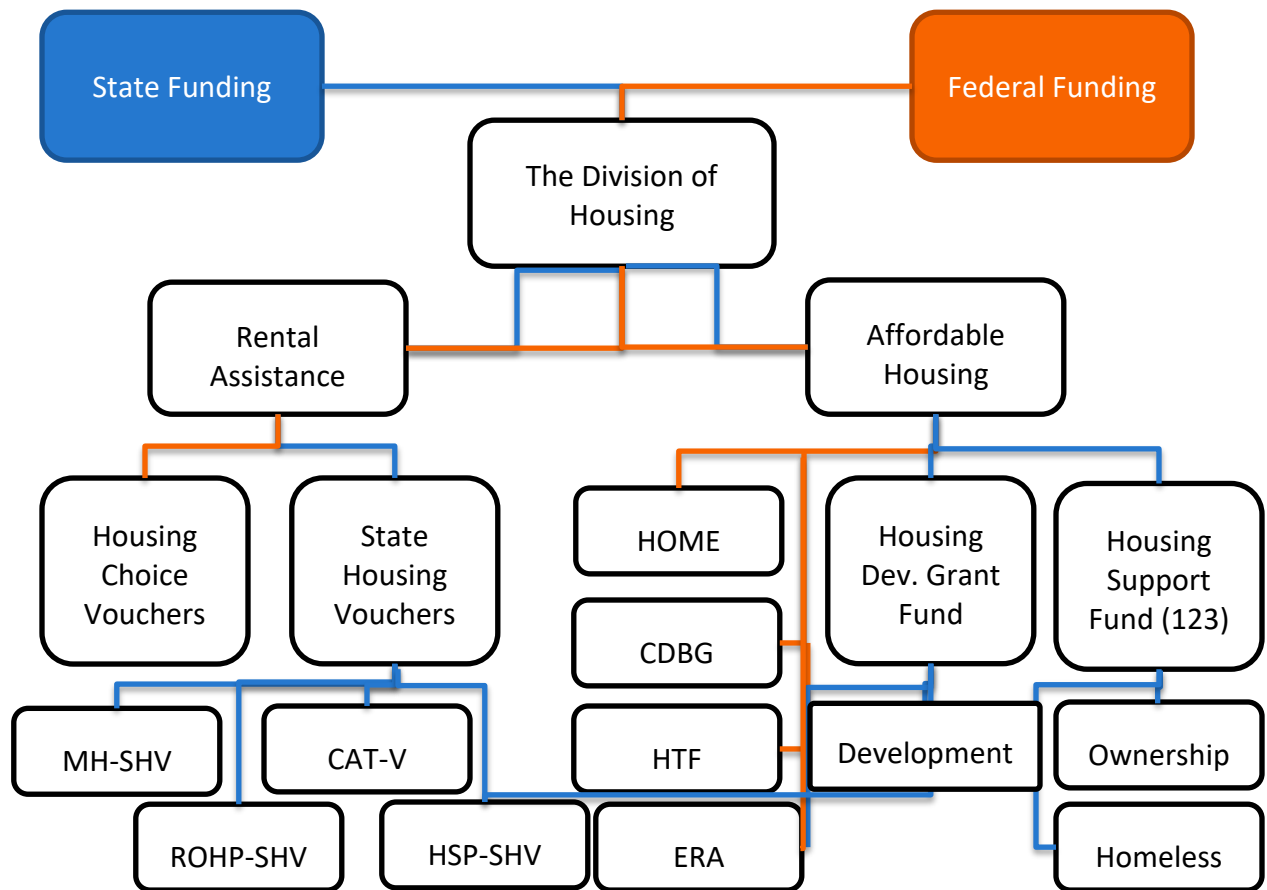 State Funding
Federal Funding
The Division of
Housing
Rental
Assistance
Affordable
Housing
Housing
Choice
Vouchers
State
Housing
Vouchers
HOME
Housing
Dev. Grant
Fund
Housing
Support
Fund (123)
CDBG
MH-SHV
CAT-V
HTF
Development
Ownership
ROHP-SHV
HSP-SHV
ERA
Homeless